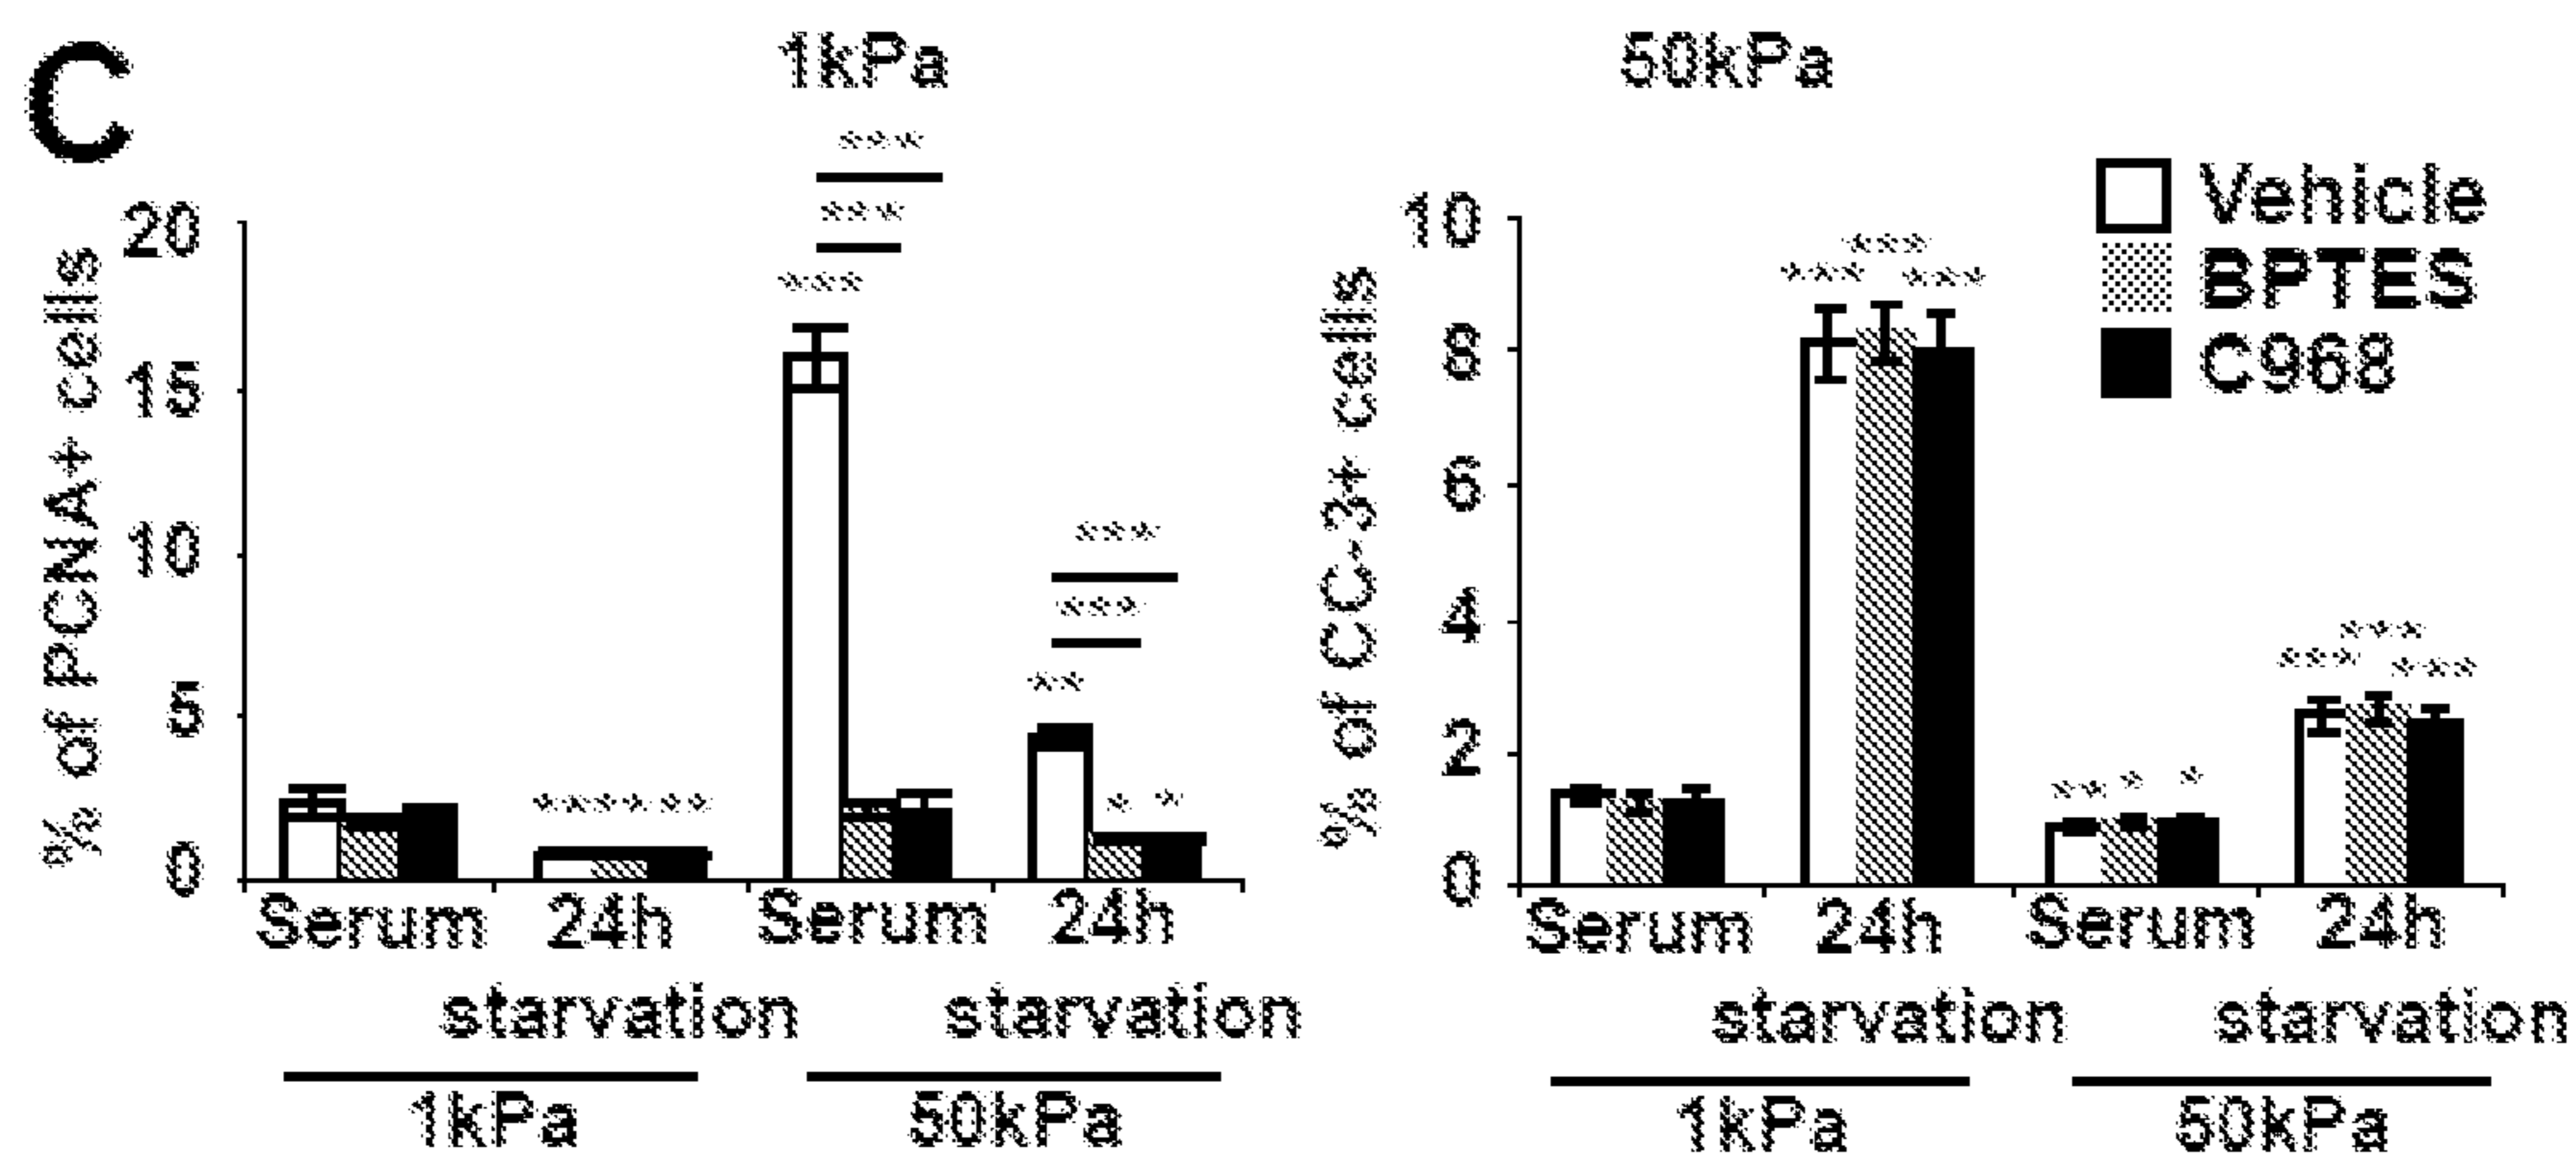 C
1kPa
50kPa
***
***
***
% of PCNA+ cells
20
15
10
5
0
****** 
***
***
**
*
*
Serum
24h
starvation
Serum
24h
starvation
1kPa
50kPa
% of CC-3+ cells
10
8
6
4
2
0
***
***
***
**
*
*
***
***
***
Serum
24h
starvation
Serum
24h
starvation
1kPa
50kPa
Vehicle
BPTES
C968